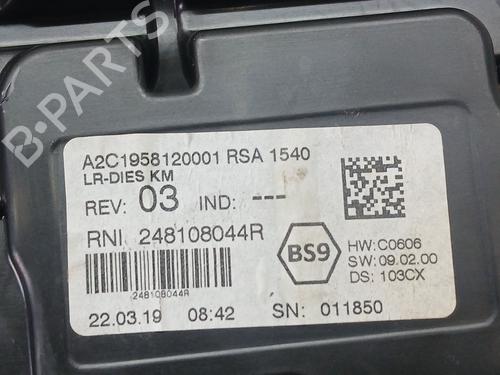 A2C1958120001 RSA 1540
LR-DIES KM
REV: 03 IND: ---
RNI 248108044R
BS9
HW:C0606
SW:09.02.00
DS: 103CX
248108044R
22.03.19 08:42 SN: 011850
B-PARTS